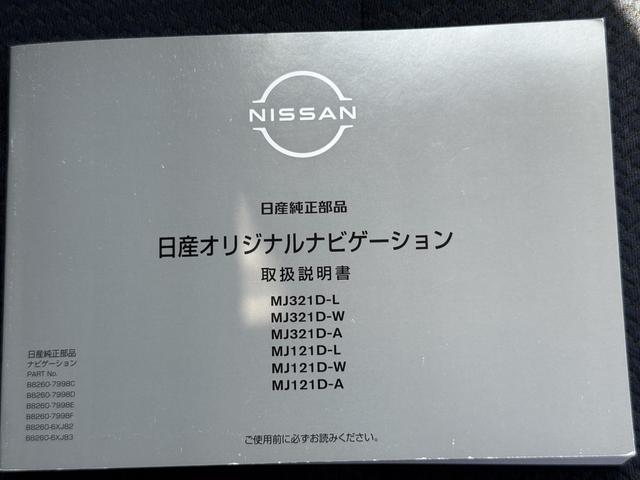 NISSAN
日産純正部品
日産オリジナルナビゲーション
取扱説明書
MJ321D-L
MJ321D-W
MJ321D-A
MJ121D-L
MJ121D-W
MJ121D-A
日産純正部品
ナビゲーション
PART No.
B8260-7998C
B8260-7998D
B8260-7998E
B8260-7998F
B8260-6XJ82
B8260-6XJ83
ご使用前に必ずお読みください。